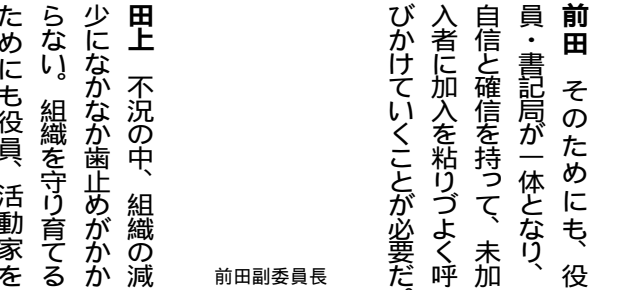 前田　そのためにも、役
員・書記局が一体となり、
自信と確信を持って、未加
入者に加入を粘りづよく呼
びかけていくことが必要だ。
前田副委員長
田上　不況の中、組織の減
少になかなか歯止めがかか
らない。組織を守り育てる
ためにも役員、活動家を